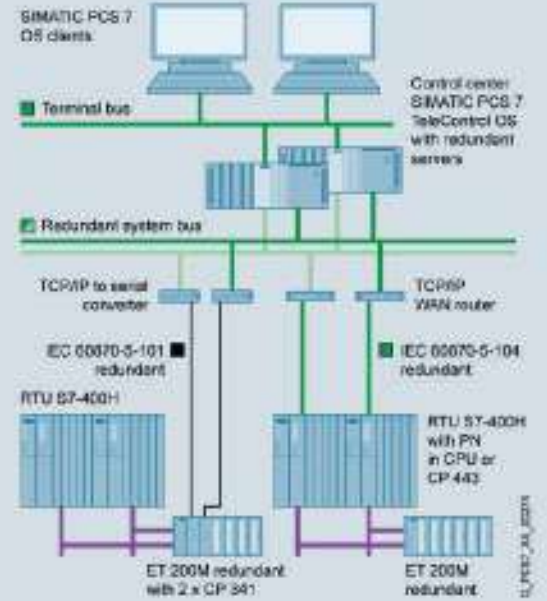 SIMATIC PCS 7
OS clients
Control center
SIMATIC PCS 7
TeleControl OS
with redundant
servers
Terminal bus
Redundant system bus
TCP/IP to serial
converter
TCP/IP
WAN router
IEC 60870-5-101
redundant
IEC 60870-5-104
redundant
RTU S7-400H
RTU S7-400H
with PN
in CPU or
CP 443
ET 200M redundant
with 2 x CP 341
ET 200M
redundant